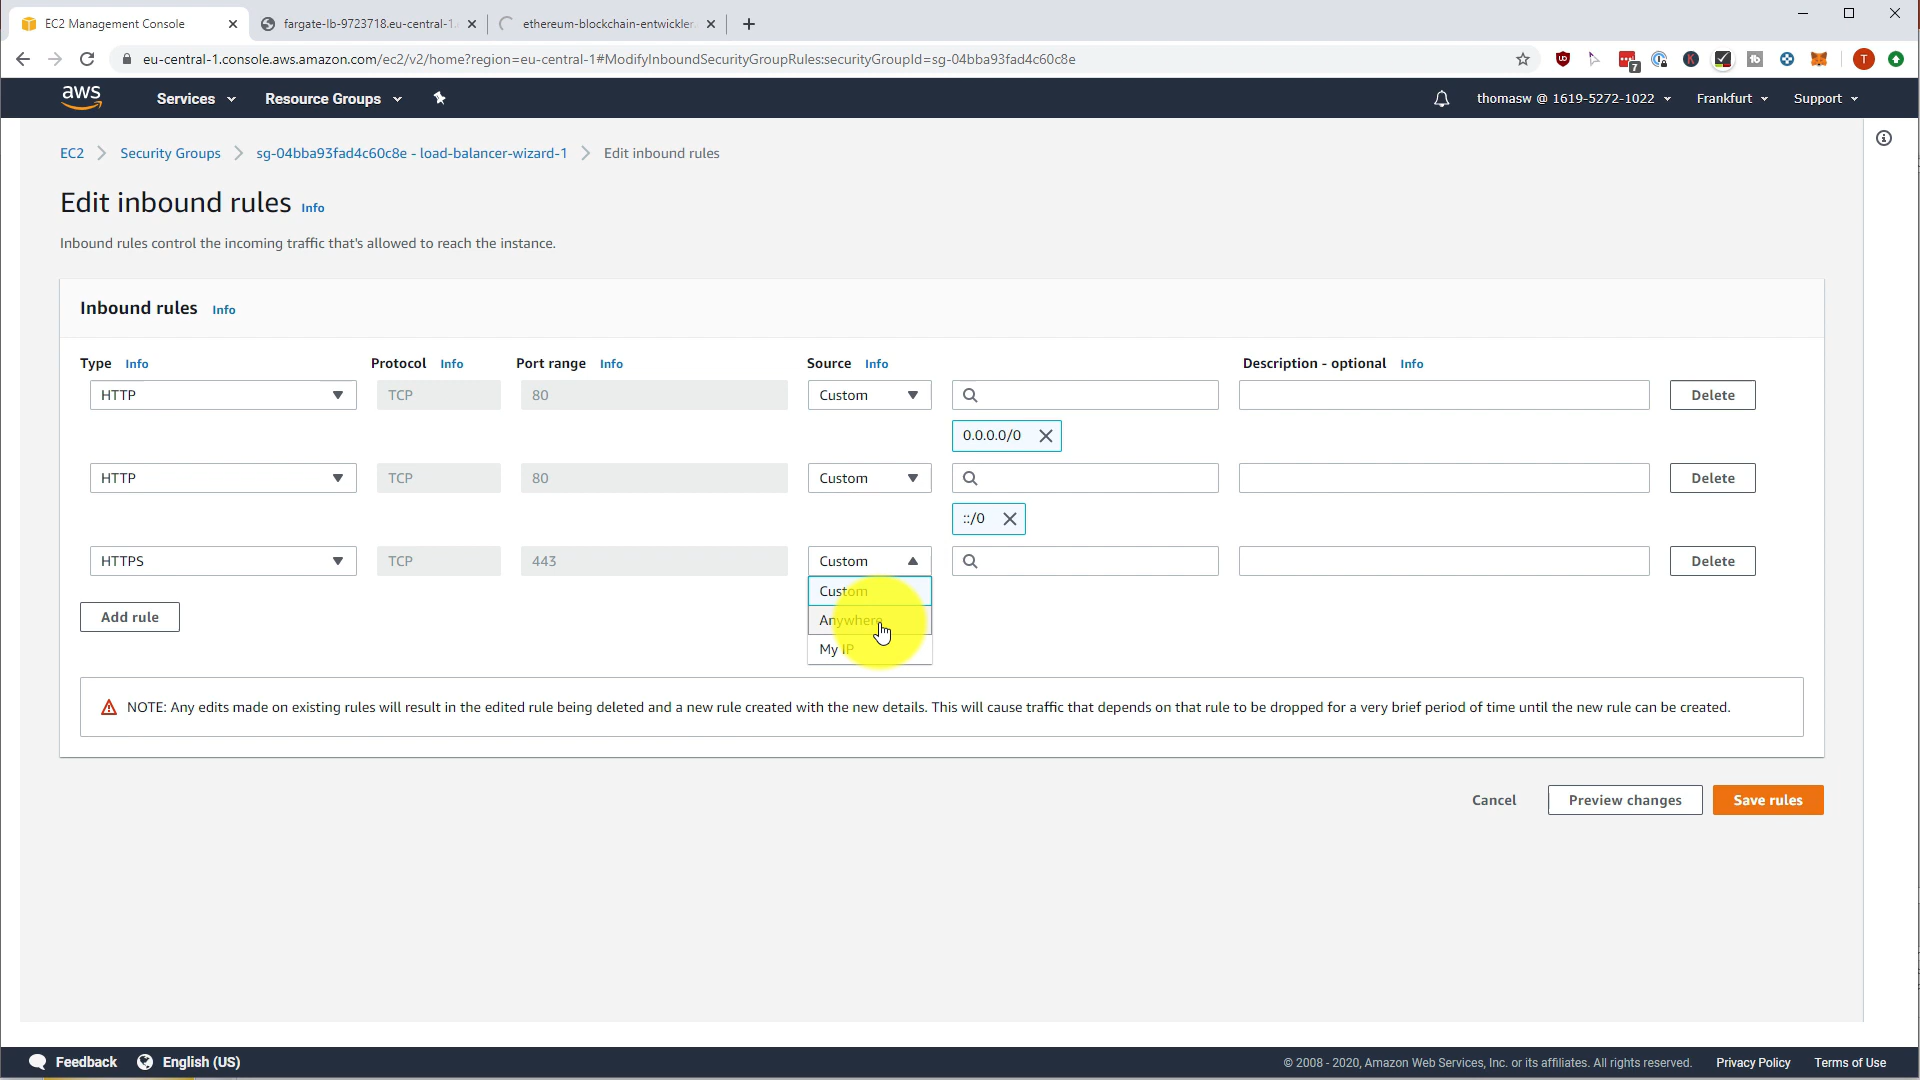 EC2 Management Console
fargate-lb-9723718.eu-central-1.
ethereum-blockchain-entwickler.
eu-central-1.console.aws.amazon.com/ec2/v2/home?region=eu-central-1#ModifyInboundSecurityGroupRules:securityGroupId=sg-04bba93fad4c60c8e
7
T
aws
Services
Resource Groups
thomasw @ 1619-5272-1022
Frankfurt
Support
EC2
Security Groups
sg-04bba93fad4c60c8e - load-balancer-wizard-1
Edit inbound rules
Edit inbound rules Info
Inbound rules control the incoming traffic that's allowed to reach the instance.
Inbound rules Info
Type Info Protocol Info Port range Info Source Info Description - optional Info
HTTP TCP 80 Custom Delete
0.0.0.0/0
HTTP TCP 80 Custom Delete
::/0
HTTPS TCP 443 Custom Delete
Custom
Add rule
Anywhere
My IP
NOTE: Any edits made on existing rules will result in the edited rule being deleted and a new rule created with the new details. This will cause traffic that depends on that rule to be dropped for a very brief period of time until the new rule can be created.
Cancel
Preview changes
Save rules
Feedback
English (US)
© 2008 - 2020, Amazon Web Services, Inc. or its affiliates. All rights reserved.
Privacy Policy
Terms of Use